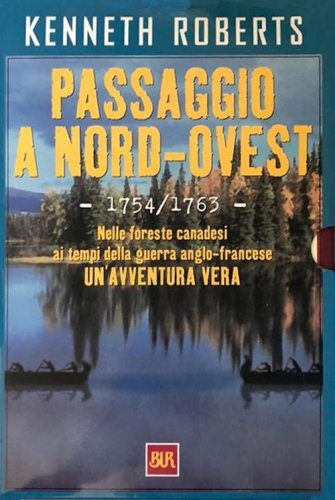 KENNETH ROBERTS
PASSAGGIO
A NORD-OVEST
- 1754/1763 -
Nelle foreste canadesi
ai tempi della guerra anglo-francese
UN'AVVENTURA VERA
BUR